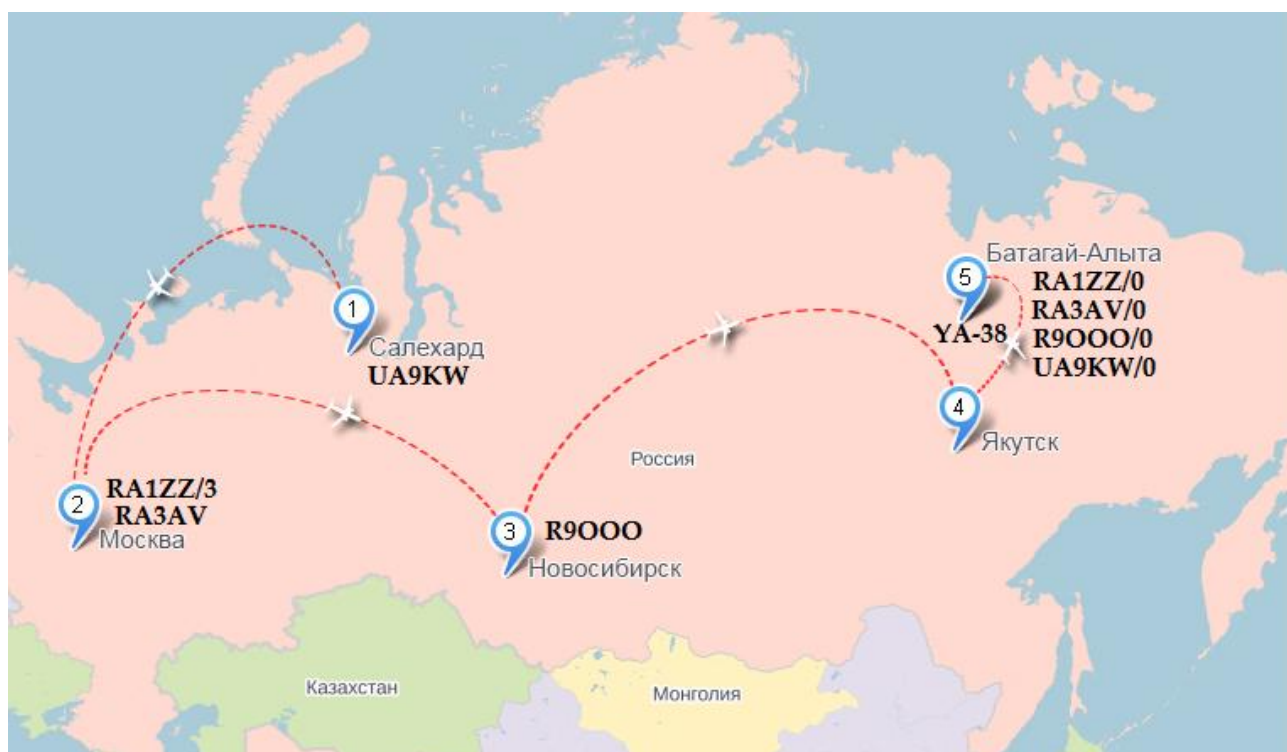 1
Салехард
UA9KW
2
RA1ZZ/3
RA3AV
Москва
3
R9OOO
Новосибирск
Россия
Казахстан
Монголия
Батагай-Алыта
5
RA1ZZ/0
RA3AV/0
YA-38
R9OOO/0
UA9KW/0
4
Якутск